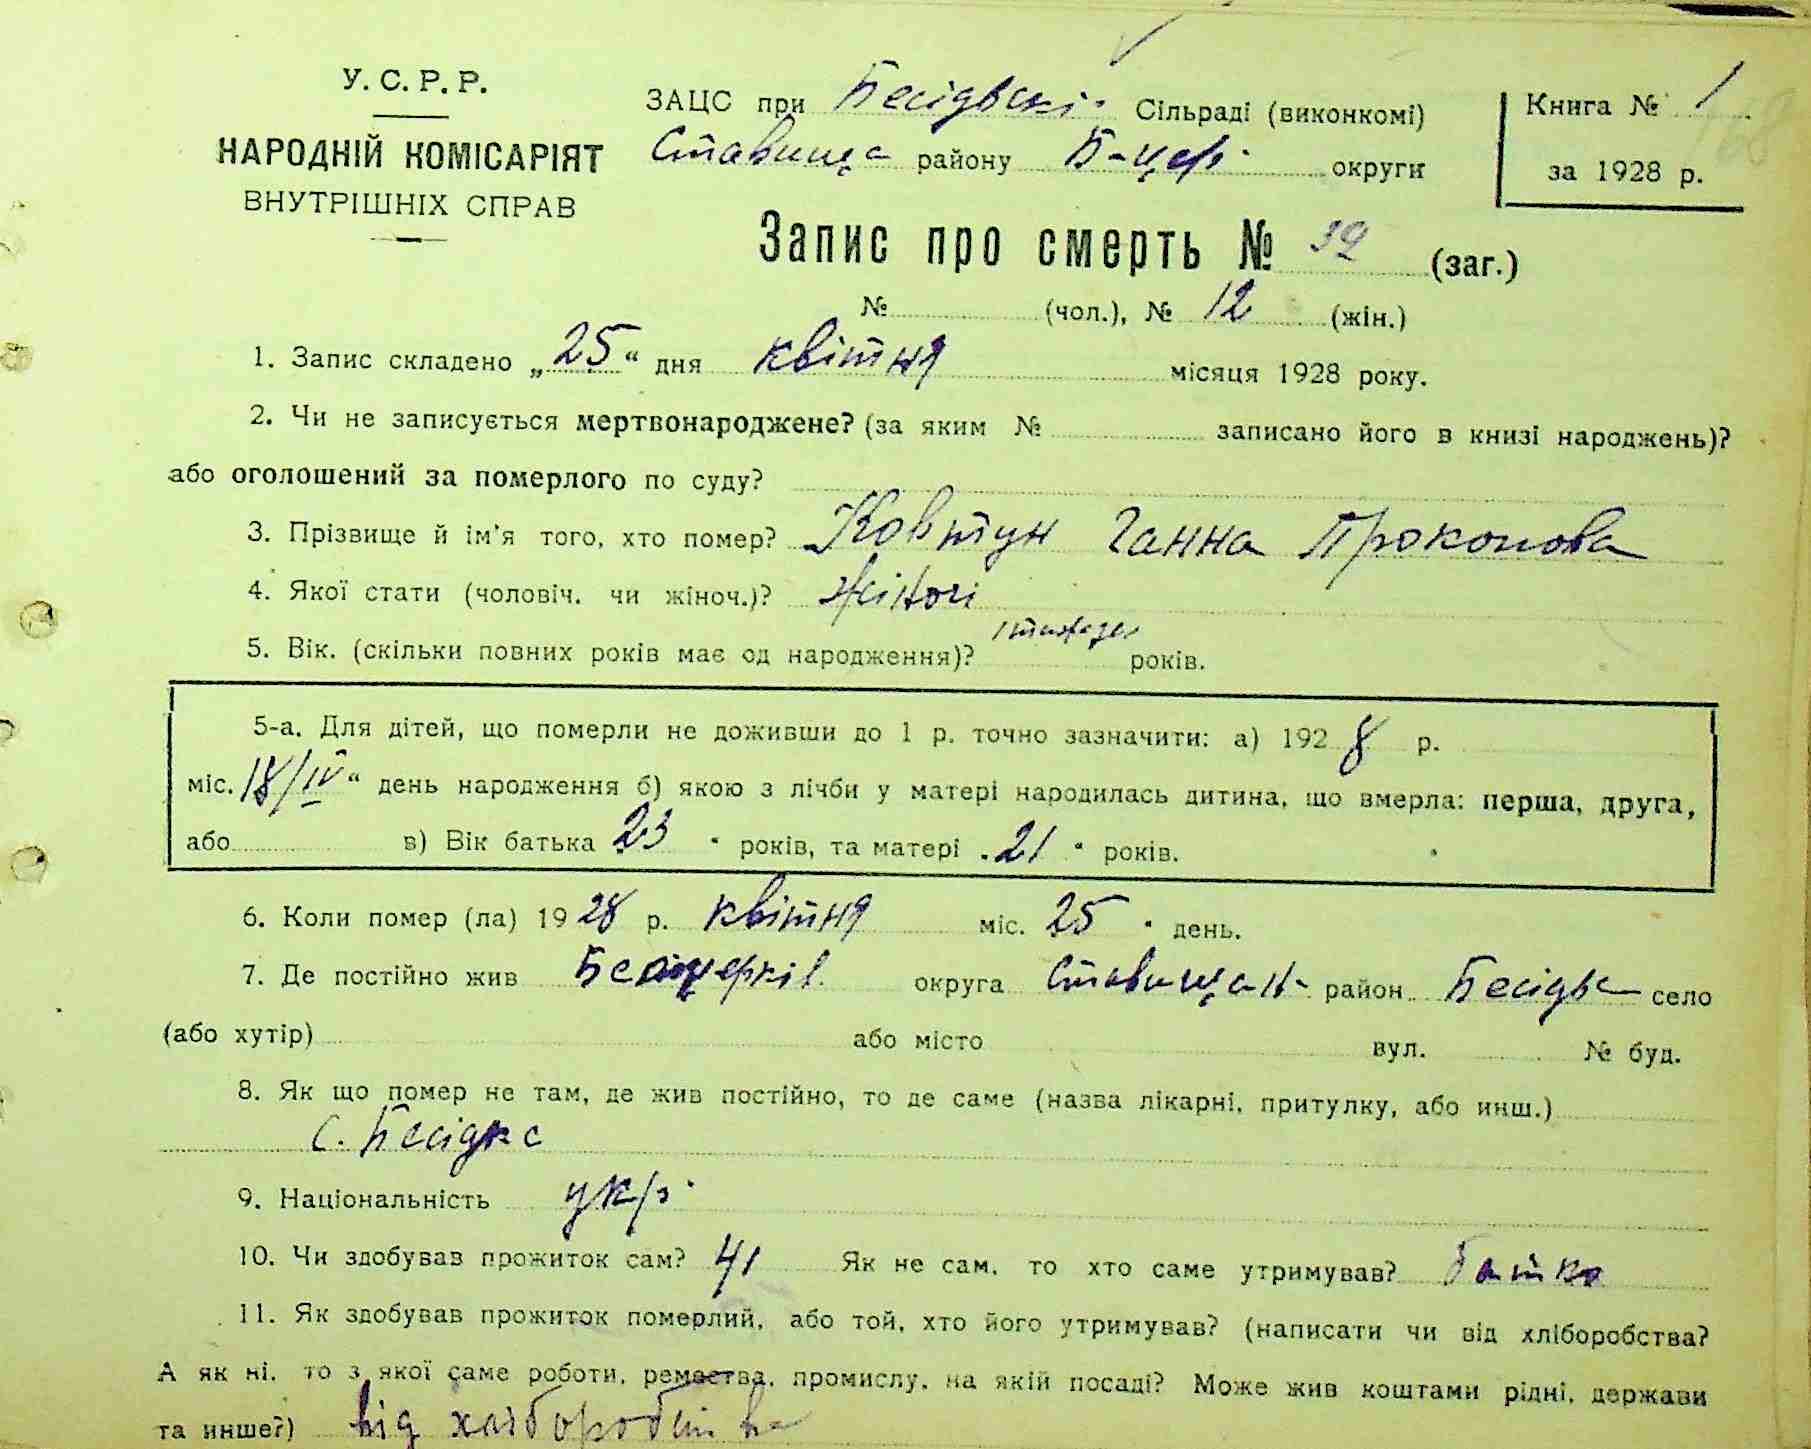 У. С. Р. Р.
НАРОДНІЙ КОМІСАРІЯТ
ВНУТРІШНІХ СПРАВ
ЗАЦС при Бесідвскі. Сільраді (виконкомі)
Ставища району Б-цер. округи
Книга № 1
за 1928 р.
168
Запис про смерть № 39 (заг.)
№ (чол.), № 12 (жін.)
1. Запис складено „25“ дня квітня місяця 1928 року.
2. Чи не записується мертвонароджене? (за яким № записано його в книзі народжень)?
або оголошений за померлого по суду?
3. Прізвище й ім'я того, хто помер? Ковтун Ганна Прокопова
4. Якої стати (чоловіч. чи жіноч.)? жіночі
5. Вік. (скільки повних років має од народження)? 1 тиждеь років.
5-а. Для дітей, що померли не доживши до 1 р. точно зазначити: а) 1928 р.
міс. 18/IV “ день народження б) якою з лічби у матері народилась дитина, що вмерла: перша, друга,
або в) Вік батька 23 років, та матері 21 років.
6. Коли помер (ла) 1928 р. квітня міс. 25 день.
7. Де постійно жив Белоцерків. округа Ставищан- район Бесідка село
(або хутір) або місто вул. № буд.
8. Як що помер не там, де жив постійно, то де саме (назва лікарні, притулку, або инш.)
С. Бесідка
9. Національність укр.
10. Чи здобував прожиток сам? Ні Як не сам, то хто саме утримував? батько
11. Як здобував прожиток померлий, або той, хто його утримував? (написати чи від хліборобства?
А як ні, то з якої саме роботи, ремества, промислу, на якій посаді? Може жив коштами рідні, держави
та инше?) від хліборобства